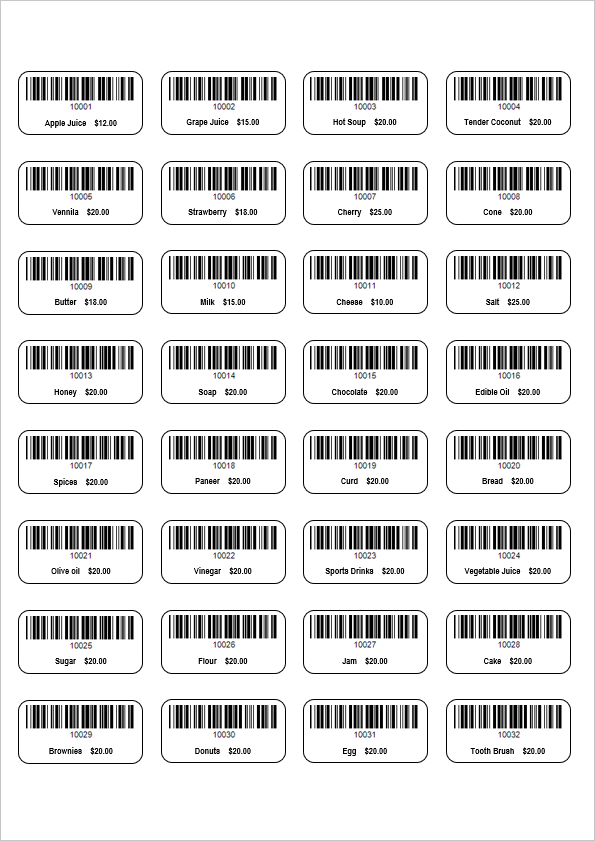 10001
Apple Juice $12.00
10002
Grape Juice $15.00
10003
Hot Soup $20.00
10004
Tender Coconut $20.00
10005
Vennila $20.00
10006
Strawberry $18.00
10007
Cherry $25.00
10008
Cone $20.00
10009
Butter $18.00
10010
Milk $15.00
10011
Cheese $10.00
10012
Salt $25.00
10013
Honey $20.00
10014
Soap $20.00
10015
Chocolate $20.00
10016
Edible Oil $20.00
10017
Spices $20.00
10018
Paneer $20.00
10019
Curd $20.00
10020
Bread $20.00
10021
Olive oil $20.00
10022
Vinegar $20.00
10023
Sports Drinks $20.00
10024
Vegetable Juice $20.00
10025
Sugar $20.00
10026
Flour $20.00
10027
Jam $20.00
10028
Cake $20.00
10029
Brownies $20.00
10030
Donuts $20.00
10031
Egg $20.00
10032
Tooth Brush $20.00